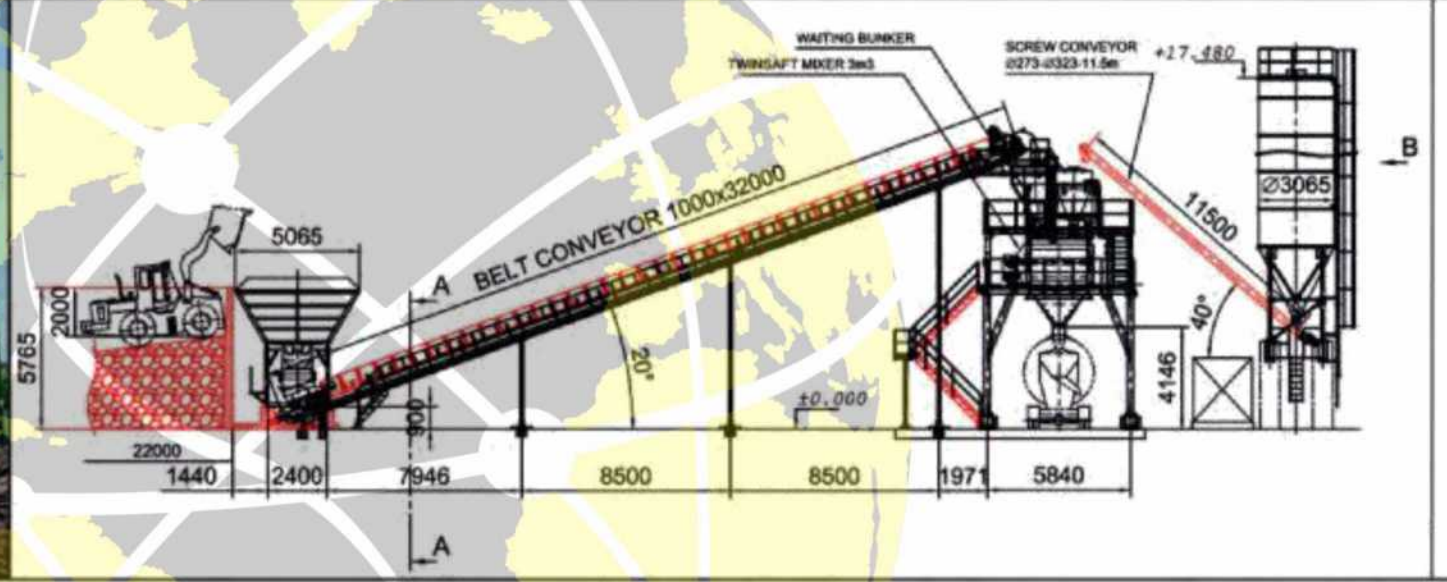 WAITING BUNKER
TWINSAFT MIXER 3m3
SCREW CONVEYOR
Ø273-Ø323-11.5m
+17.480
B
Ø3065
11500
40°
5065
BELT CONVEYOR 1000x32000
A
2000
5765
20°
±0.000
4146
900
22000
1440
2400
7946
8500
8500
1971
5840
A